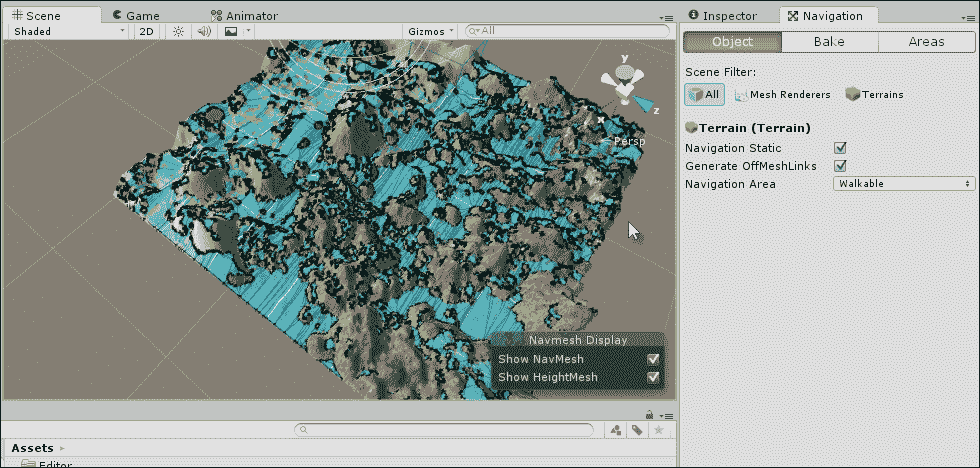 Scene Game Animator
Shaded 2D Gizmos All
y
z
x
Persp
Navmesh Display
Show NavMesh
Show HeightMesh
Assets
Editor
Inspector Navigation
Object Bake Areas
Scene Filter:
All Mesh Renderers Terrains
Terrain (Terrain)
Navigation Static
Generate OffMeshLinks
Navigation Area Walkable